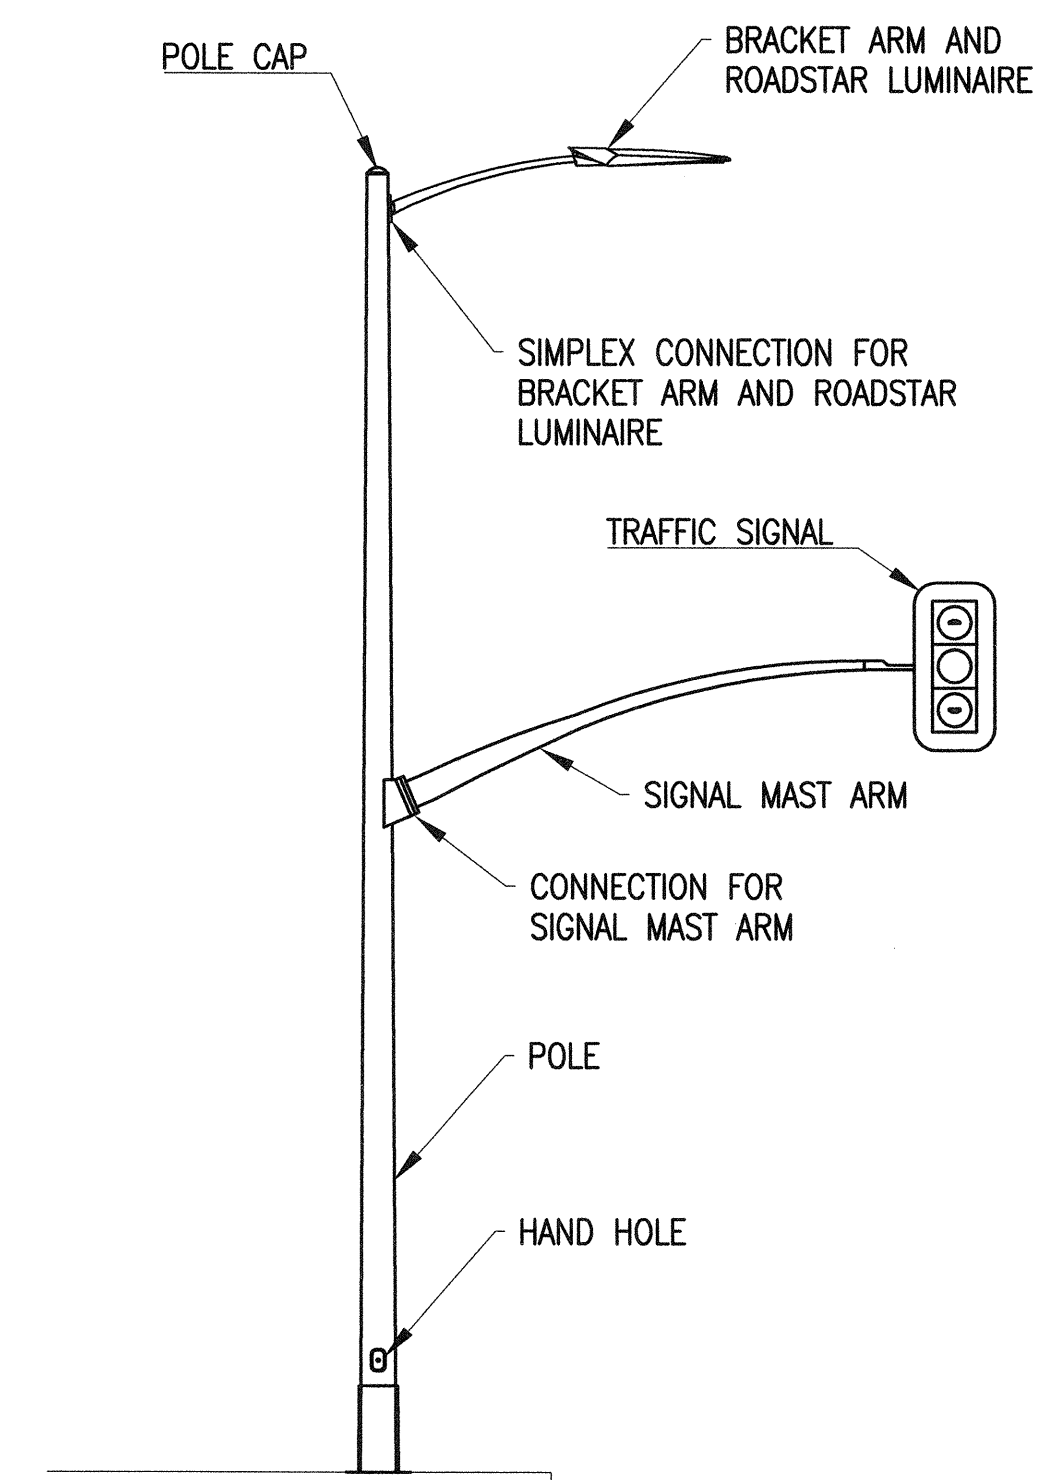 POLE CAP
BRACKET ARM AND
ROADSTAR LUMINAIRE
SIMPLEX CONNECTION FOR
BRACKET ARM AND ROADSTAR
LUMINAIRE
TRAFFIC SIGNAL
SIGNAL MAST ARM
CONNECTION FOR
SIGNAL MAST ARM
POLE
HAND HOLE